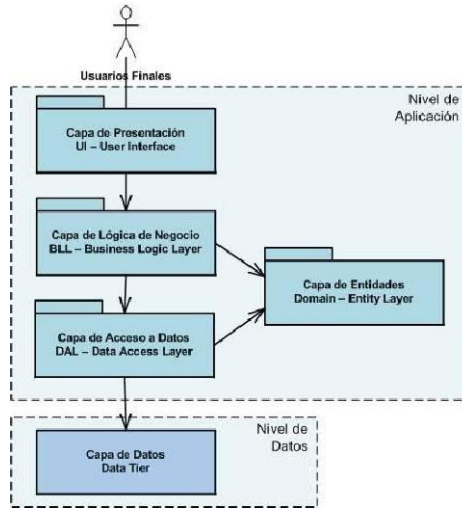 Usuarios Finales
Nivel de
Aplicación
Capa de Presentación
UI – User Interface
Capa de Lógica de Negocio
BLL – Business Logic Layer
Capa de Entidades
Domain – Entity Layer
Capa de Acceso a Datos
DAL – Data Access Layer
Nivel de
Datos
Capa de Datos
Data Tier